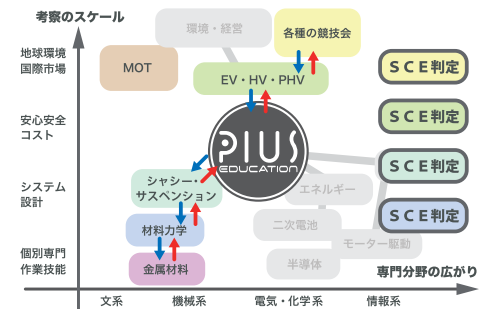 考察のスケール
環境・経営
各種の競技会
地球環境
国際市場
MOT
EV・HV・PHV
ＳＣＥ判定
安心安全
コスト
PIUS
EDUCATION
ＳＣＥ判定
システム
設計
シャシー・
サスペンション
エネルギー
ＳＣＥ判定
材料力学
二次電池
モーター駆動
ＳＣＥ判定
個別専門
作業技能
金属材料
半導体
専門分野の広がり
文系
機械系
電気・化学系
情報系